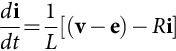 di/dt = 1/L [(v − e) − Ri]